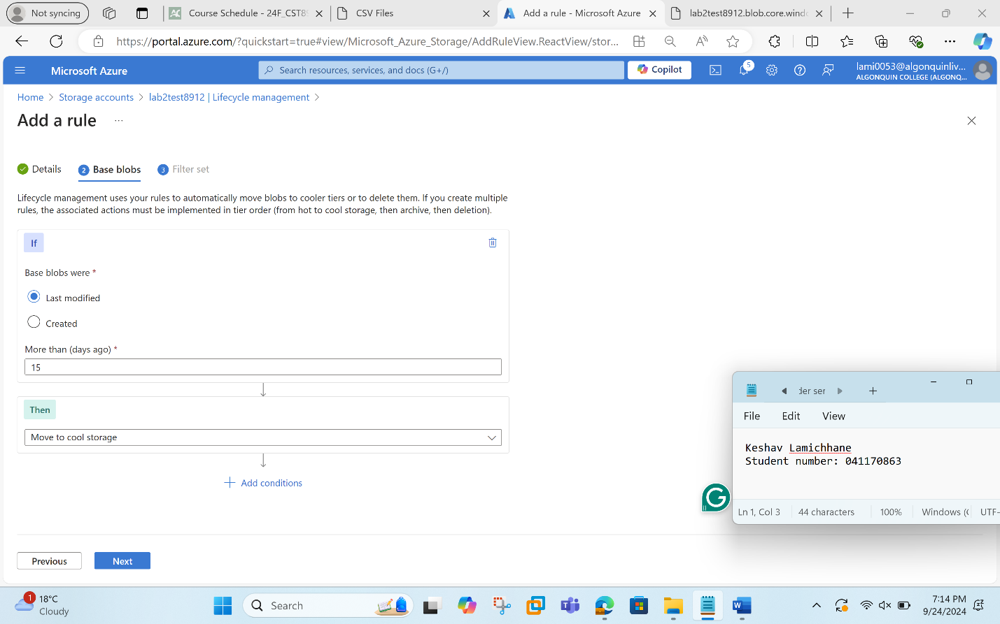 Not syncing
Course Schedule - 24F_CST8
CSV Files
Add a rule - Microsoft Azure
lab2test8912.blob.core.wind
https://portal.azure.com/?quickstart=true#view/Microsoft_Azure_Storage/AddRuleView.ReactView/stor...
Microsoft Azure
Search resources, services, and docs (G+/)
Copilot
5
lami0053@algonquinliv...
ALGONQUIN COLLEGE (ALGONQ...
Home > Storage accounts > lab2test8912 | Lifecycle management >
Add a rule ...
Details
2 Base blobs
3 Filter set
Lifecycle management uses your rules to automatically move blobs to cooler tiers or to delete them. If you create multiple
rules, the associated actions must be implemented in tier order (from hot to cool storage, then archive, then deletion).
If
Base blobs were *
Last modified
Created
More than (days ago) *
15
Then
Move to cool storage
Add conditions
der ser
File Edit View
Keshav Lamichhane
Student number: 041170863
Ln 1, Col 3 44 characters 100% Windows (C UTF-
Previous
Next
1
18°C
Cloudy
Search
7:14 PM
9/24/2024